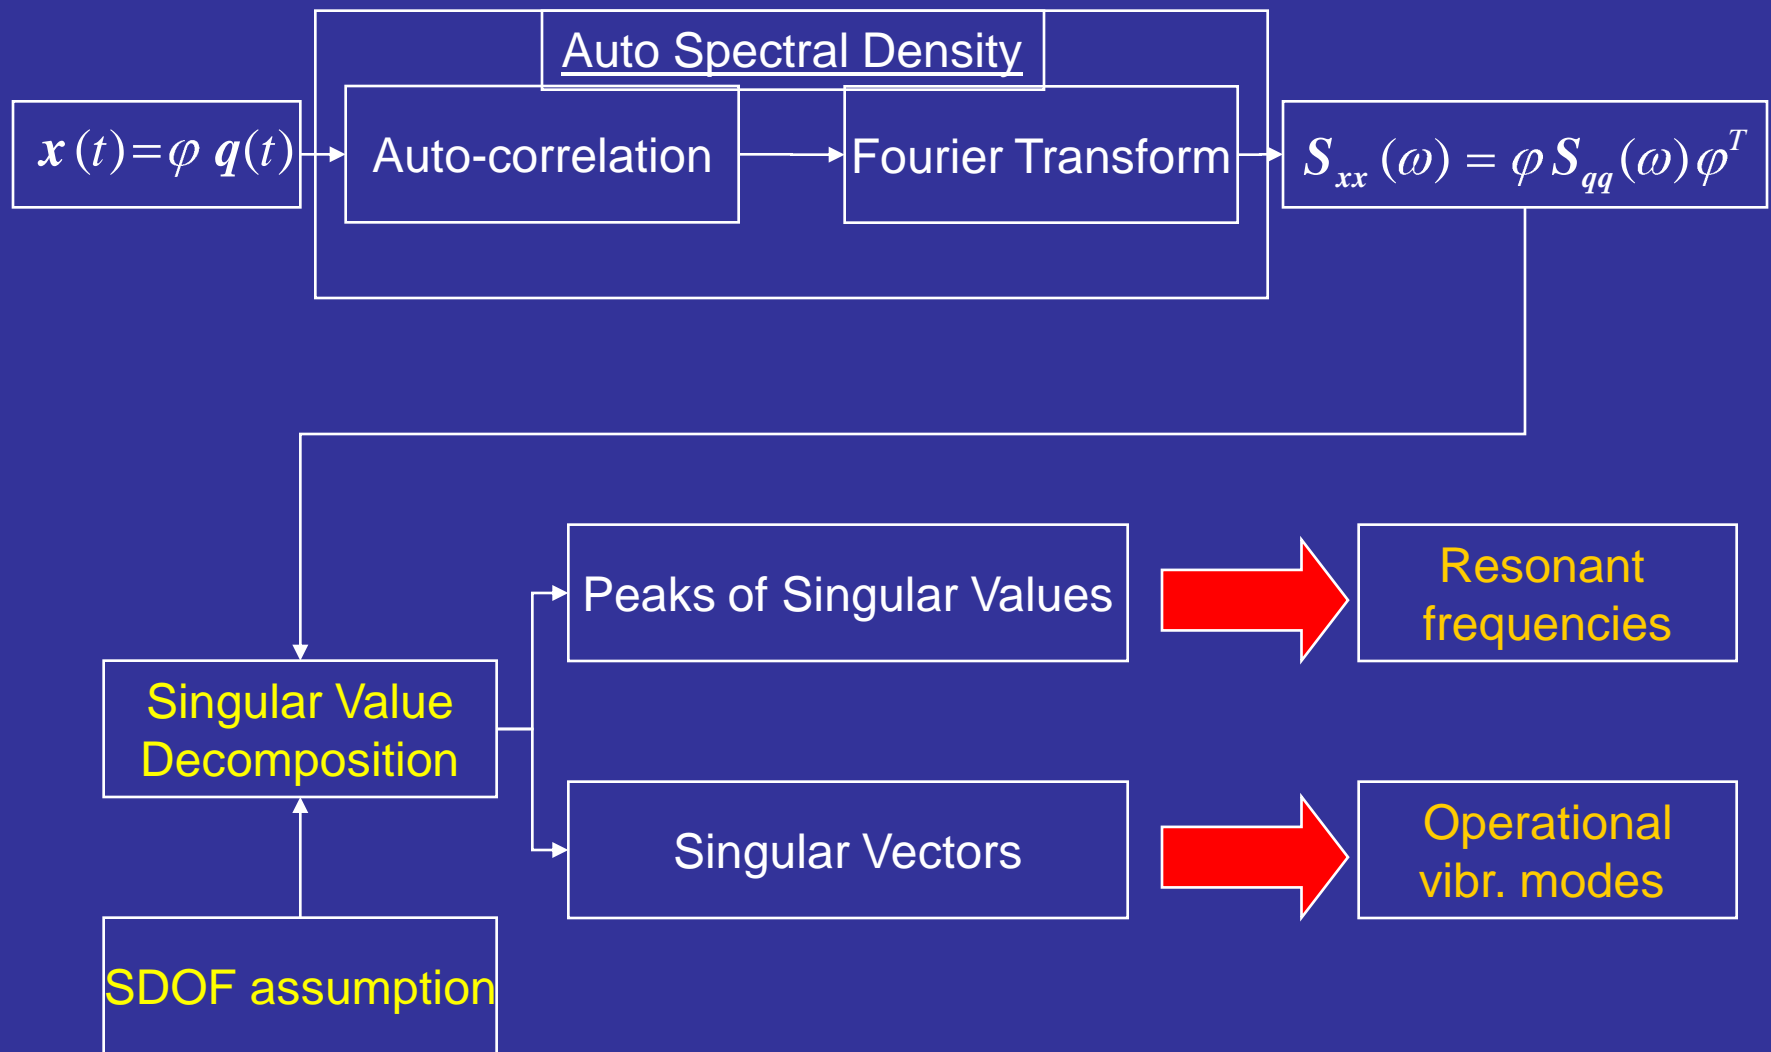 Auto Spectral Density
x(t)=φ q(t)
Auto-correlation
Fourier Transform
S_xx(ω) = φ S_qq(ω) φ^T
Peaks of Singular Values
Resonant
frequencies
Singular Value
Decomposition
Singular Vectors
Operational
vibr. modes
SDOF assumption